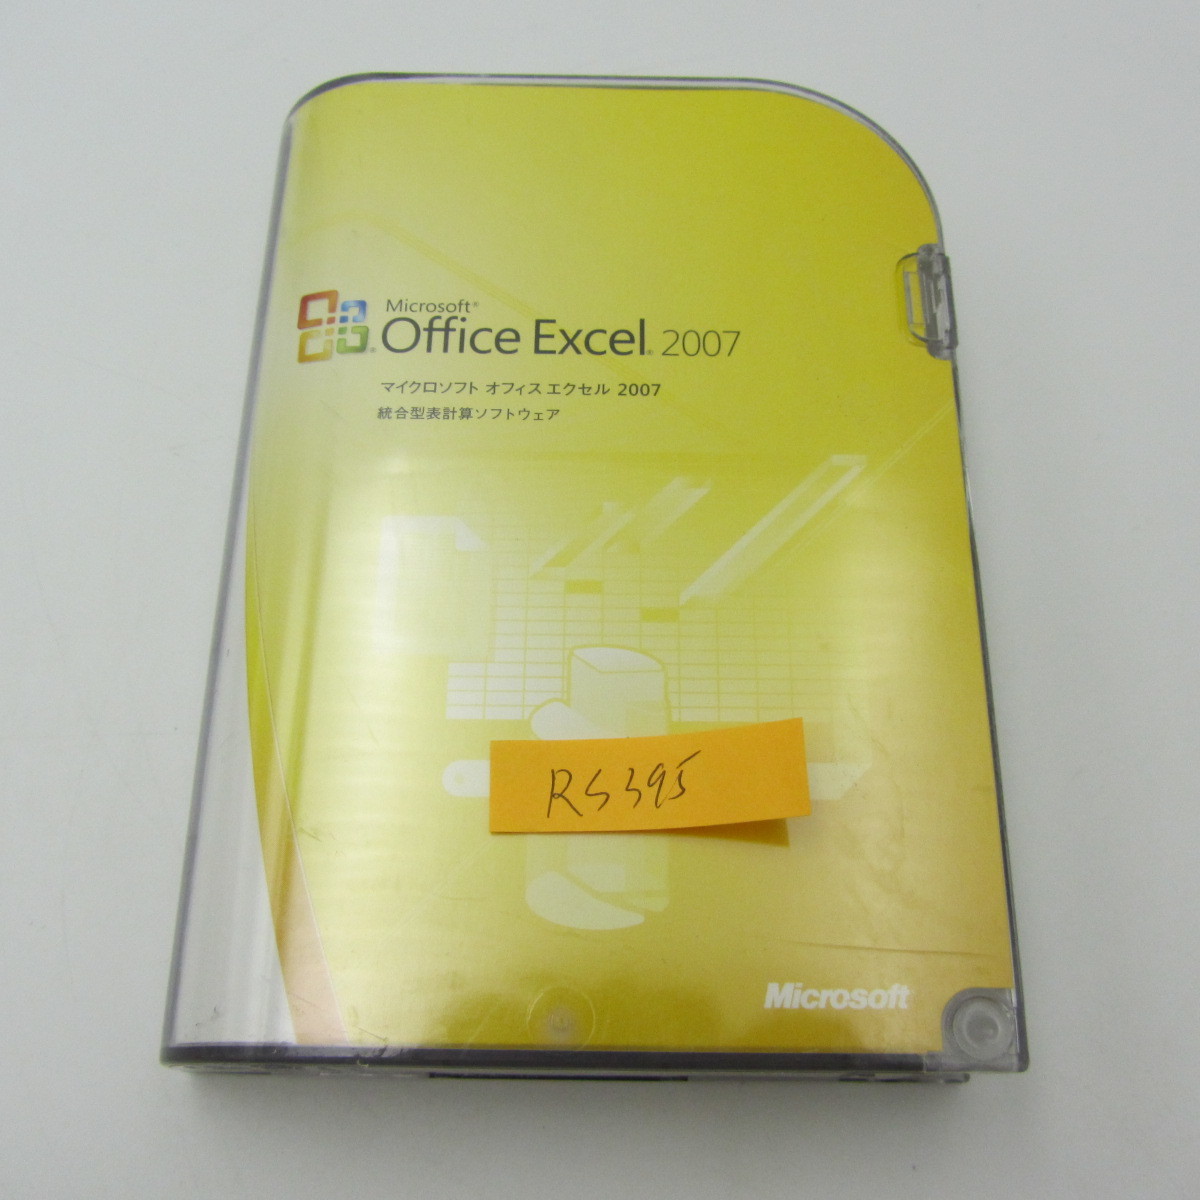 Microsoft®
Office Excel® 2007
マイクロソフト オフィス エクセル 2007
統合型表計算ソフトウェア
RS395
Microsoft